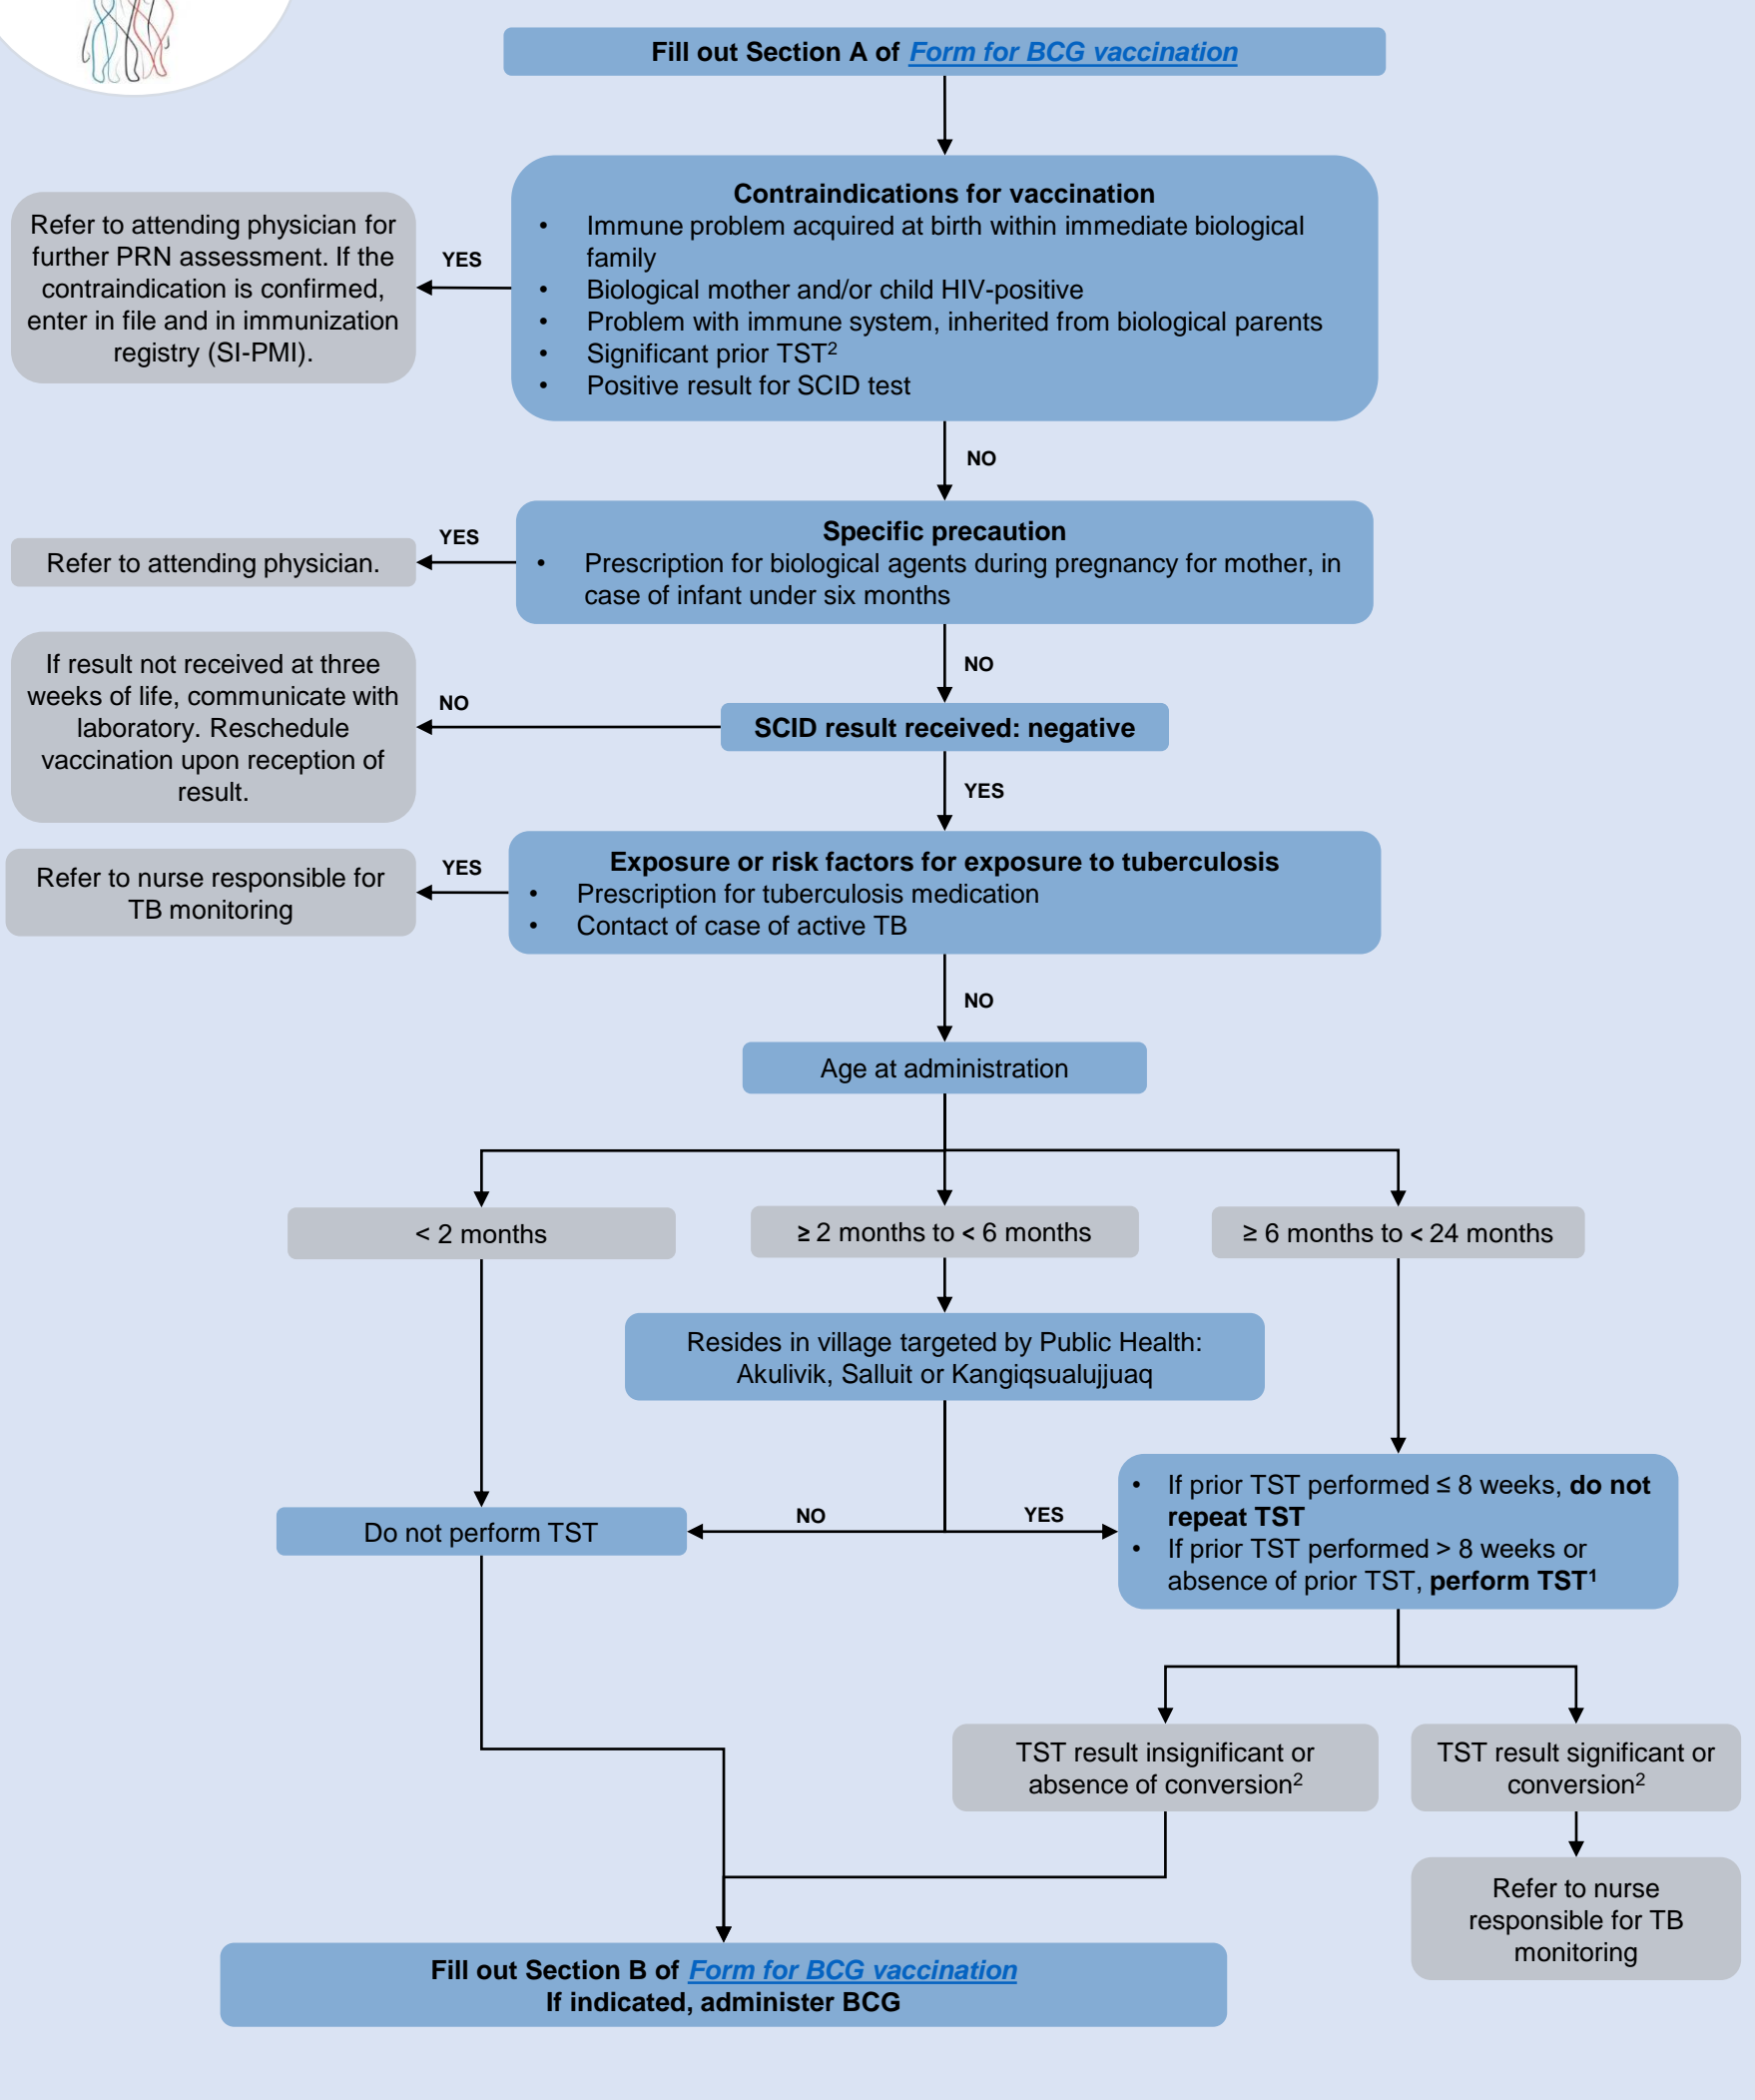 Fill out Section A of Form for BCG vaccination
Contraindications for vaccination
• Immune problem acquired at birth within immediate biological
family
• Biological mother and/or child HIV-positive
• Problem with immune system, inherited from biological parents
• Significant prior TST²
• Positive result for SCID test
YES
Refer to attending physician for
further PRN assessment. If the
contraindication is confirmed,
enter in file and in immunization
registry (SI-PMI).
NO
Specific precaution
• Prescription for biological agents during pregnancy for mother, in
case of infant under six months
YES
Refer to attending physician.
NO
SCID result received: negative
NO
If result not received at three
weeks of life, communicate with
laboratory. Reschedule
vaccination upon reception of
result.
YES
Exposure or risk factors for exposure to tuberculosis
• Prescription for tuberculosis medication
• Contact of case of active TB
YES
Refer to nurse responsible for
TB monitoring
NO
Age at administration
< 2 months
≥ 2 months to < 6 months
≥ 6 months to < 24 months
Resides in village targeted by Public Health:
Akulivik, Salluit or Kangiqsualujjuaq
Do not perform TST
NO
YES
• If prior TST performed ≤ 8 weeks, do not
repeat TST
• If prior TST performed > 8 weeks or
absence of prior TST, perform TST¹
TST result insignificant or
absence of conversion²
TST result significant or
conversion²
Refer to nurse
responsible for TB
monitoring
Fill out Section B of Form for BCG vaccination
If indicated, administer BCG